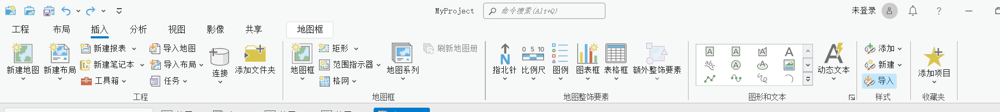 MyProject
命令搜索(Alt+Q)
未登录
?
工程 布局 插入 分析 视图 影像 共享 地图框
新建地图
新建布局
新建报表
新建笔记本
工具箱
导入地图
导入布局
任务
连接
添加文件夹
工程
地图框
矩形
范围指示器
格网
地图系列
刷新地图册
地图框
N
指北针
0 5 10
比例尺
图例
图表框
表格框
额外整饰要素
地图整饰要素
A A A A
abc A A
图形和文本
A
动态文本
添加
新建
导入
样式
添加项目
收藏夹